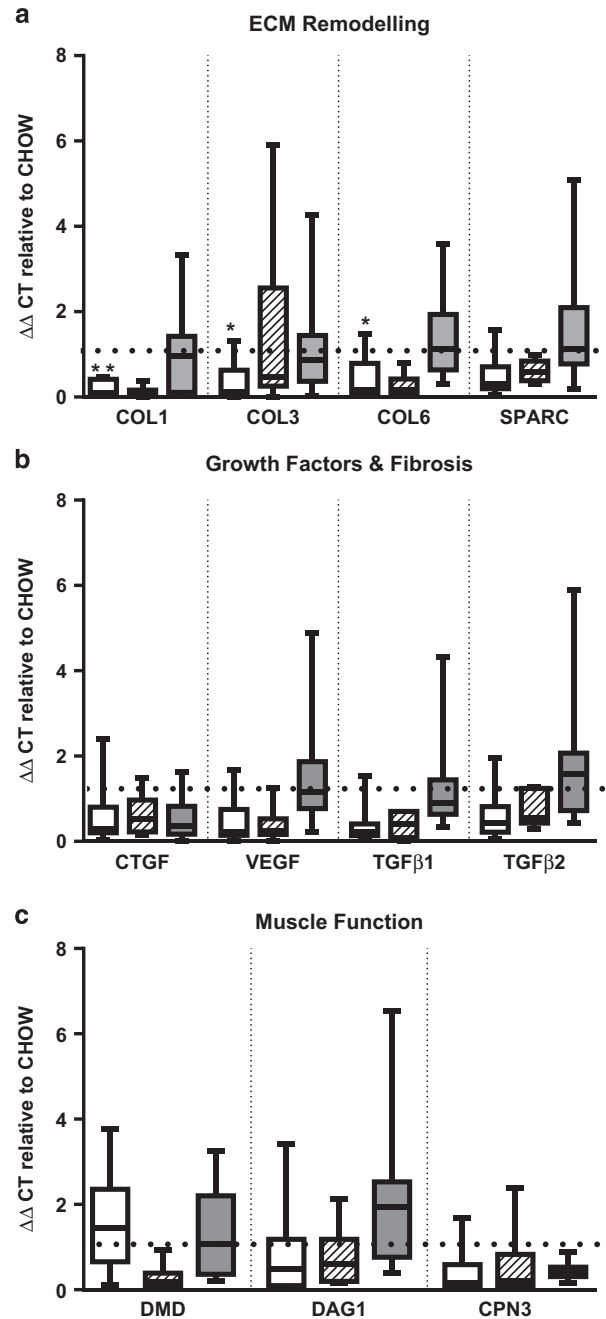 a
ECM Remodelling
8
6
4
2
0
ΔΔ CT relative to CHOW
** * *
COL1 COL3 COL6 SPARC
b
Growth Factors & Fibrosis
8
6
4
2
0
ΔΔ CT relative to CHOW
CTGF VEGF TGFβ1 TGFβ2
c
Muscle Function
8
6
4
2
0
ΔΔ CT relative to CHOW
DMD DAG1 CPN3